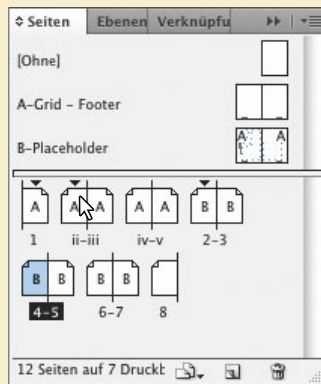 Seiten Ebenen Verknüpfu
[Ohne]
A-Grid - Footer
B-Placeholder
A A
A A A A A B B
1 ii-iii iv-v 2-3
B B B B
4-5 6-7 8
12 Seiten auf 7 Druckt